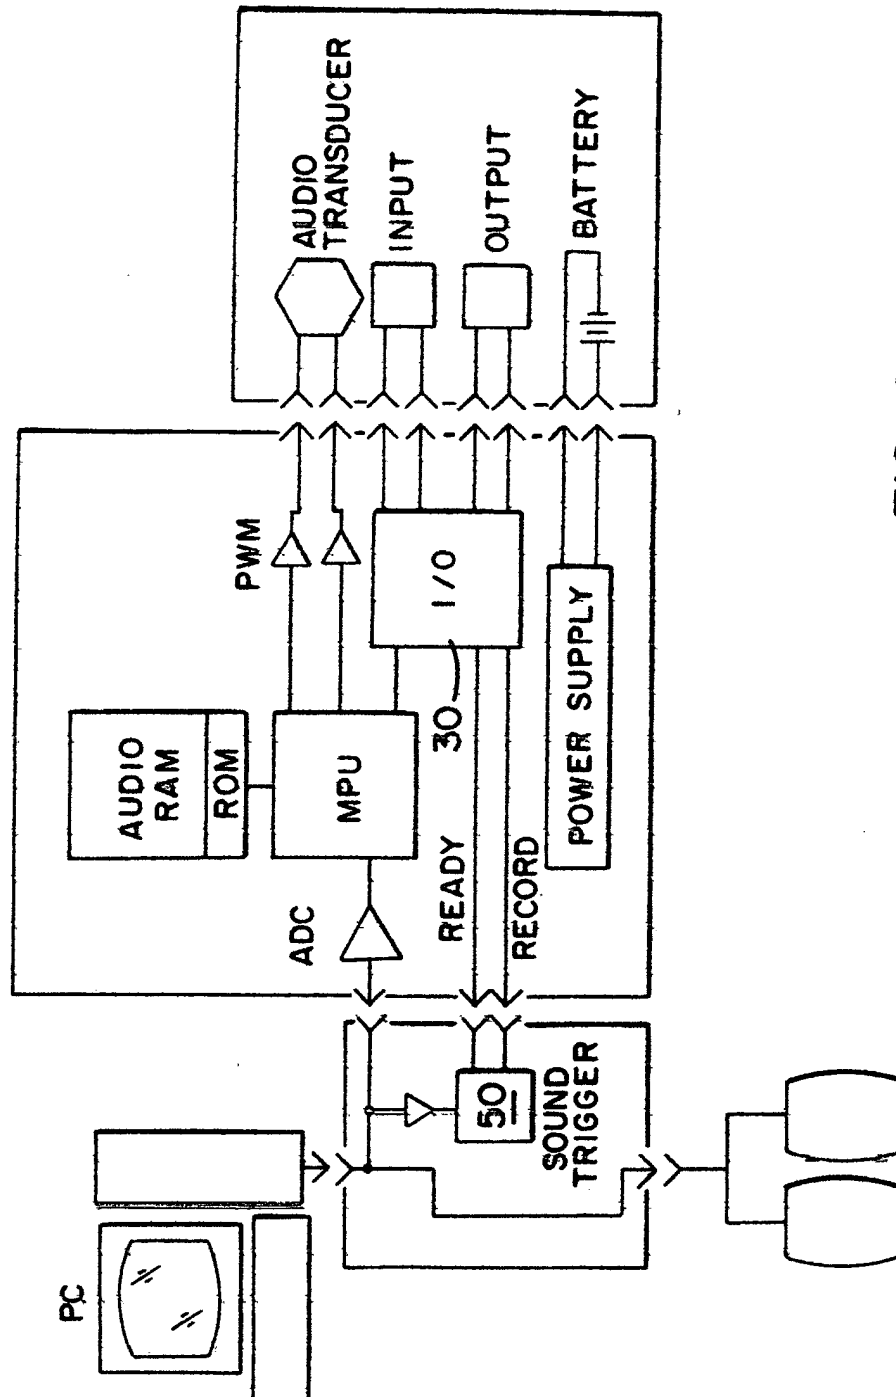 PC
ADC
AUDIO
RAM
ROM
MPU
PWM
30
I/O
READY
RECORD
POWER SUPPLY
50
SOUND
TRIGGER
AUDIO
TRANSDUCER
INPUT
OUTPUT
BATTERY